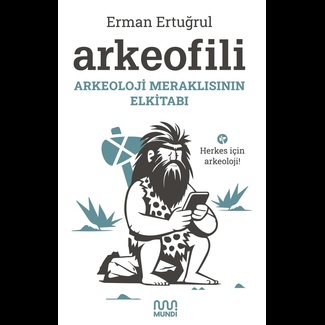 Erman Ertuğrul
arkeofili
ARKEOLOJİ MERAKLISININ
ELKİTABI
Herkes için
arkeoloji!
MUNDİ